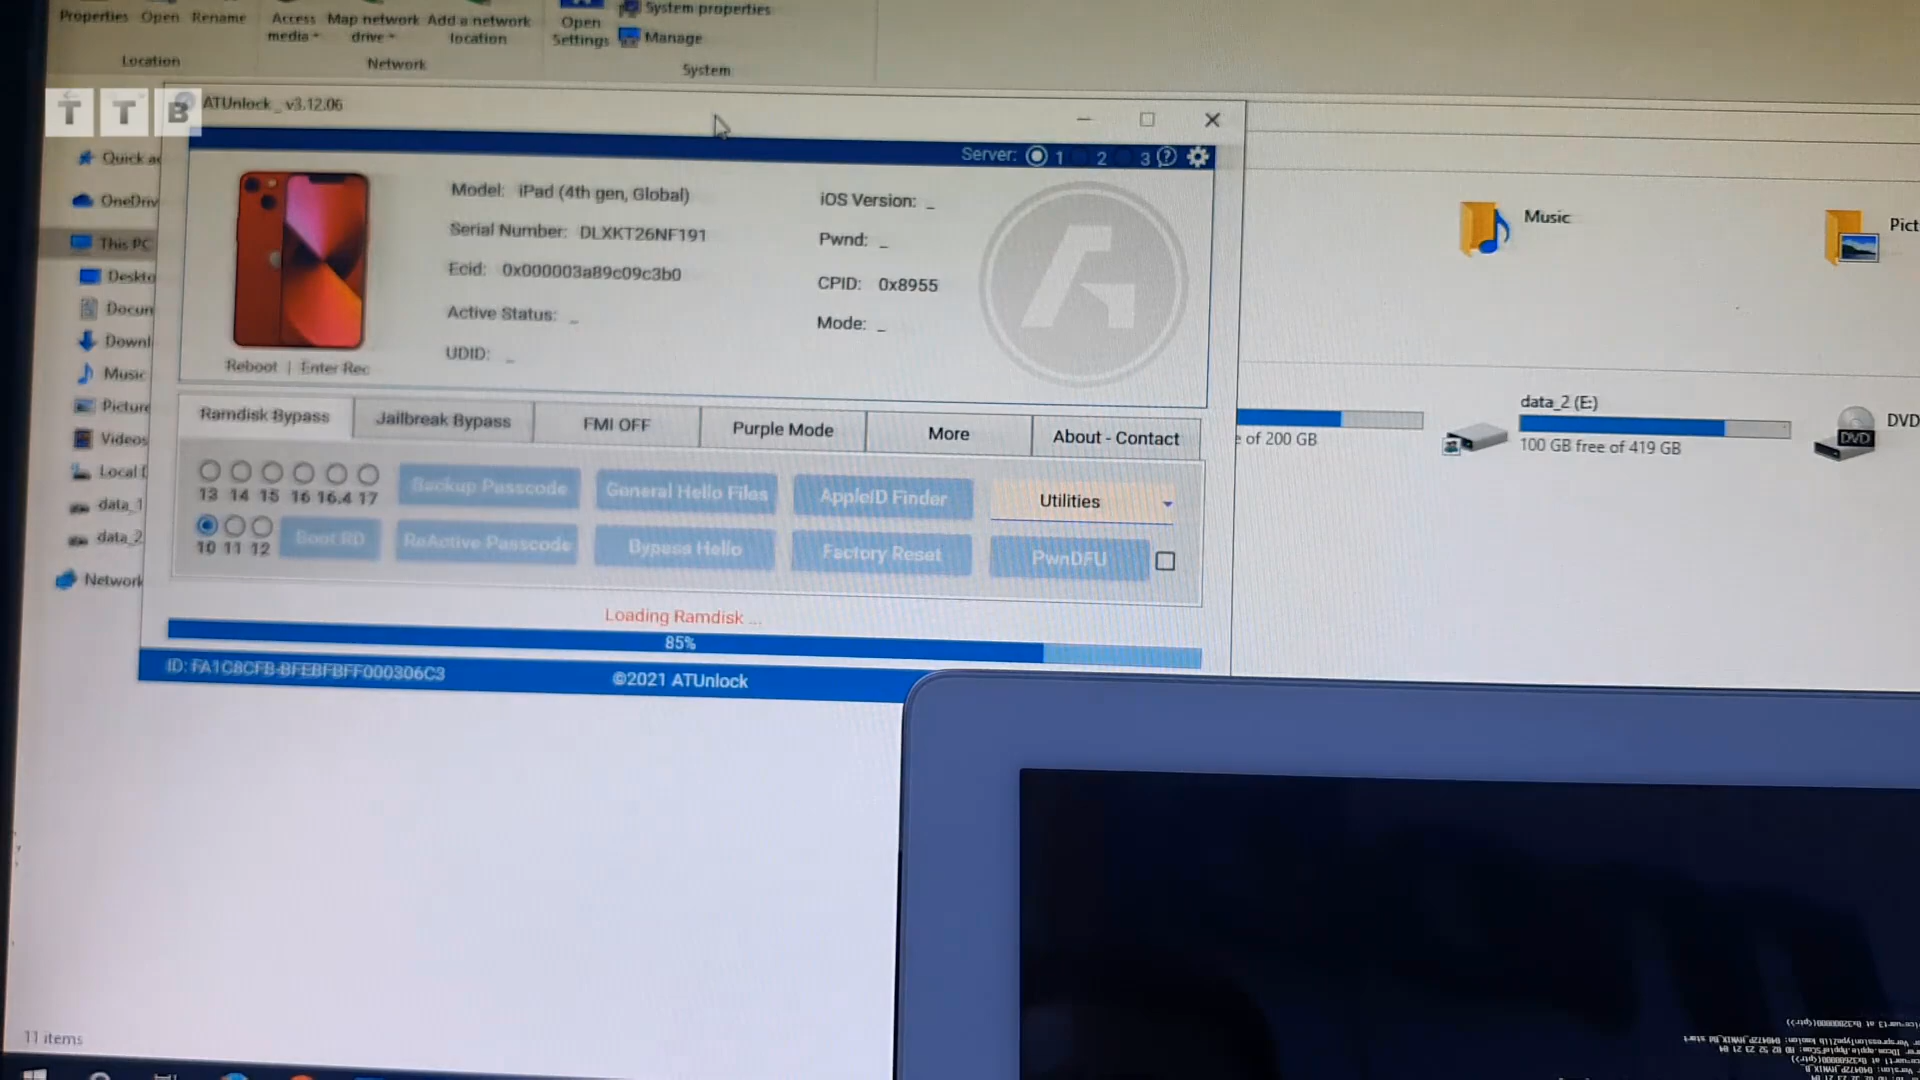 Properties Open Rename
Access media
Map network drive
Add a network location
Open Settings
System properties
Manage
Location
Network
System
T T B
ATUnlock_ v3.12.06
Server: 1 2 3
Quick ac
OneDriv
This PC
Deskto
Docun
Downl
Music
Picture
Videos
Local D
data_1
data_2
Network
Model: iPad (4th gen, Global)
Serial Number: DLXKT26NF191
Ecid: 0x000003a89c09c3b0
Active Status: _
UDID: _
iOS Version: _
Pwnd: _
CPID: 0x8955
Mode: _
Reboot | Enter Rec
Ramdisk Bypass
Jailbreak Bypass
FMI OFF
Purple Mode
More
About - Contact
13 14 15 16 16.4 17
10 11 12
Boot RD
Backup Passcode
General Hello Files
AppleID Finder
Utilities
ReActive Passcode
Bypass Hello
Factory Reset
PwnDFU
Loading Ramdisk ...
85%
ID: FA1C8CFB-BFEBFBFF000306C3
©2021 ATUnlock
Music
Pict
e of 200 GB
data_2 (E:)
100 GB free of 419 GB
DVD
DVD
11 items